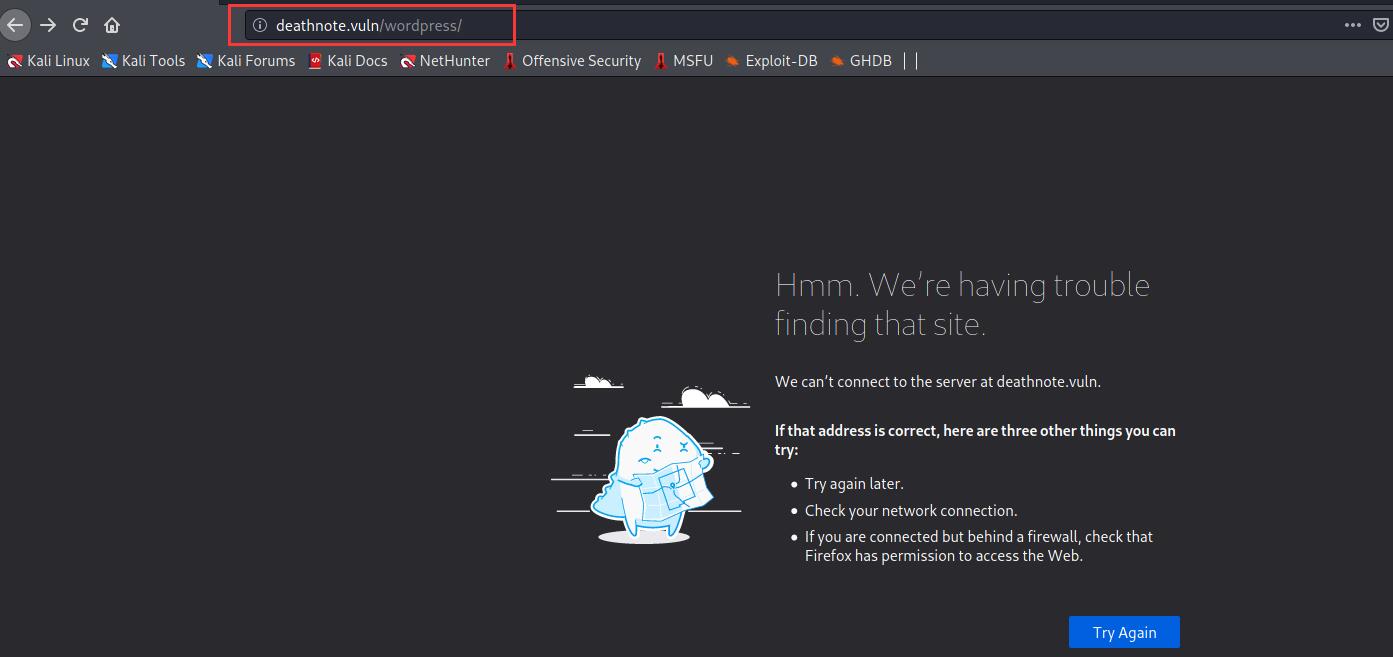 deathnote.vuln/wordpress/
Kali Linux Kali Tools Kali Forums Kali Docs NetHunter Offensive Security MSFU Exploit-DB GHDB
Hmm. We're having trouble
finding that site.
We can't connect to the server at deathnote.vuln.
If that address is correct, here are three other things you can
try:
Try again later.
Check your network connection.
If you are connected but behind a firewall, check that
Firefox has permission to access the Web.
Try Again